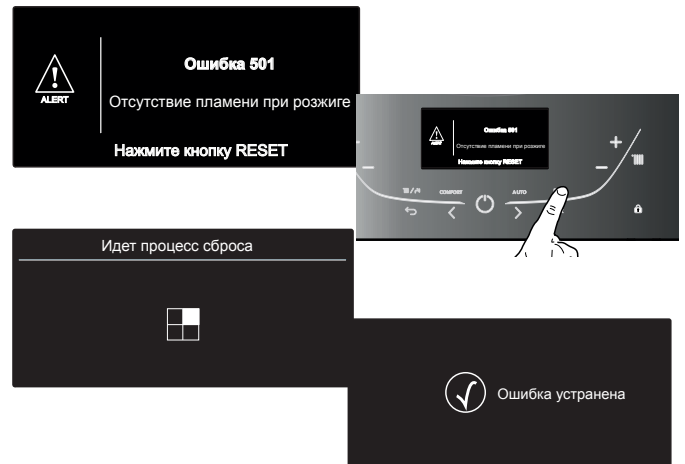 Ошибка 501
ALERT
Отсутствие пламени при розжиге
Нажмите кнопку RESET
ALERT
Ошибка 501
Отсутствие пламени при розжиге
Нажмите кнопку RESET
COMFORT
AUTO
Идет процесс сброса
Ошибка устранена